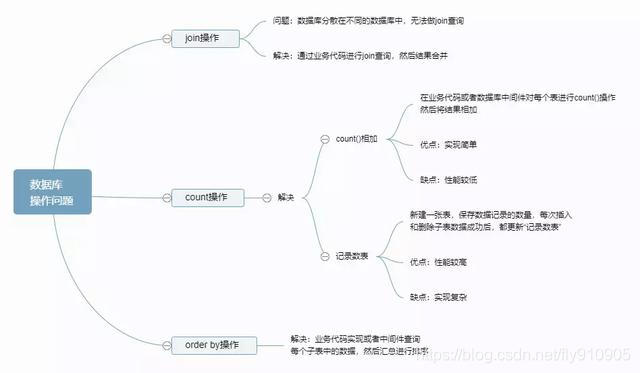 数据库
操作问题
join操作
问题：数据库分散在不同的数据库中，无法做join查询
解决：通过业务代码进行join查询，然后结果合并
count操作
解决
count()相加
在业务代码或者数据库中间件对每个表进行count()操作
然后将结果相加
优点：实现简单
缺点：性能较低
记录数表
新建一张表，保存数据记录的数量，每次插入
和删除子表数据成功后，都更新“记录数表”
优点：性能较高
缺点：实现复杂
order by操作
解决：业务代码实现或者中间件查询
每个子表中的数据，然后汇总进行排序
https://blog.csdn.net/fly910905